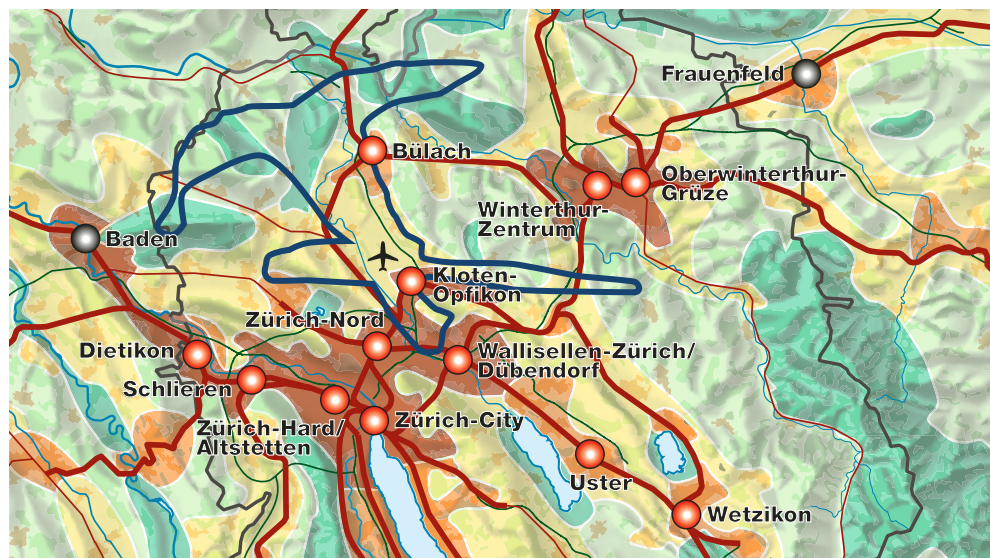 Frauenfeld
Bülach
Oberwinterthur-
Grüze
Winterthur-
Zentrum
Baden
Kloten-
Opfikon
Zürich-Nord
Dietikon
Wallisellen-Zürich/
Dübendorf
Schlieren
Zürich-Hard/
Altstetten
Zürich-City
Uster
Wetzikon